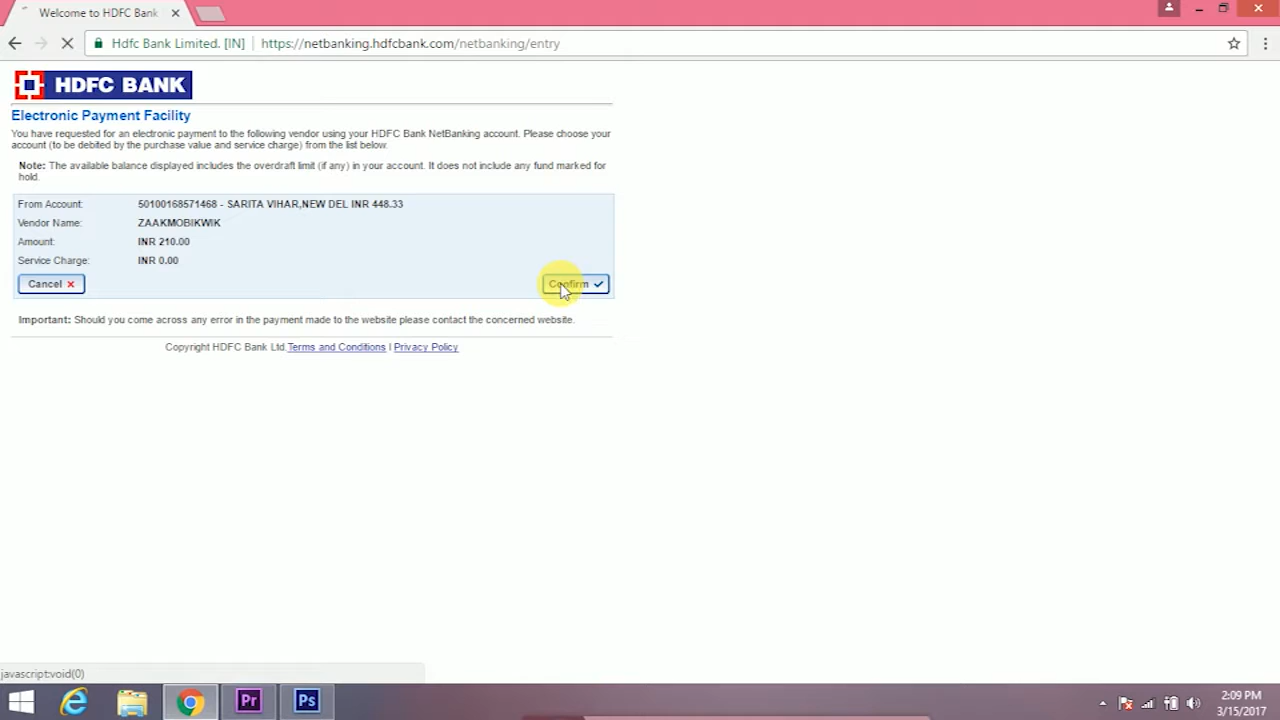 Welcome to HDFC Bank
Hdfc Bank Limited. [IN] https://netbanking.hdfcbank.com/netbanking/entry
HDFC BANK
Electronic Payment Facility
You have requested for an electronic payment to the following vendor using your HDFC Bank NetBanking account. Please choose your
account (to be debited by the purchase value and service charge) from the list below.
Note: The available balance displayed includes the overdraft limit (if any) in your account. It does not include any fund marked for
hold.
From Account: 50100168571468 - SARITA VIHAR,NEW DEL INR 448.33
Vendor Name: ZAAKMOBIKWIK
Amount: INR 210.00
Service Charge: INR 0.00
Cancel Confirm
Important: Should you come across any error in the payment made to the website please contact the concerned website.
Copyright HDFC Bank Ltd.Terms and Conditions | Privacy Policy
javascript:void(0)
Pr Ps
2:09 PM
3/15/2017